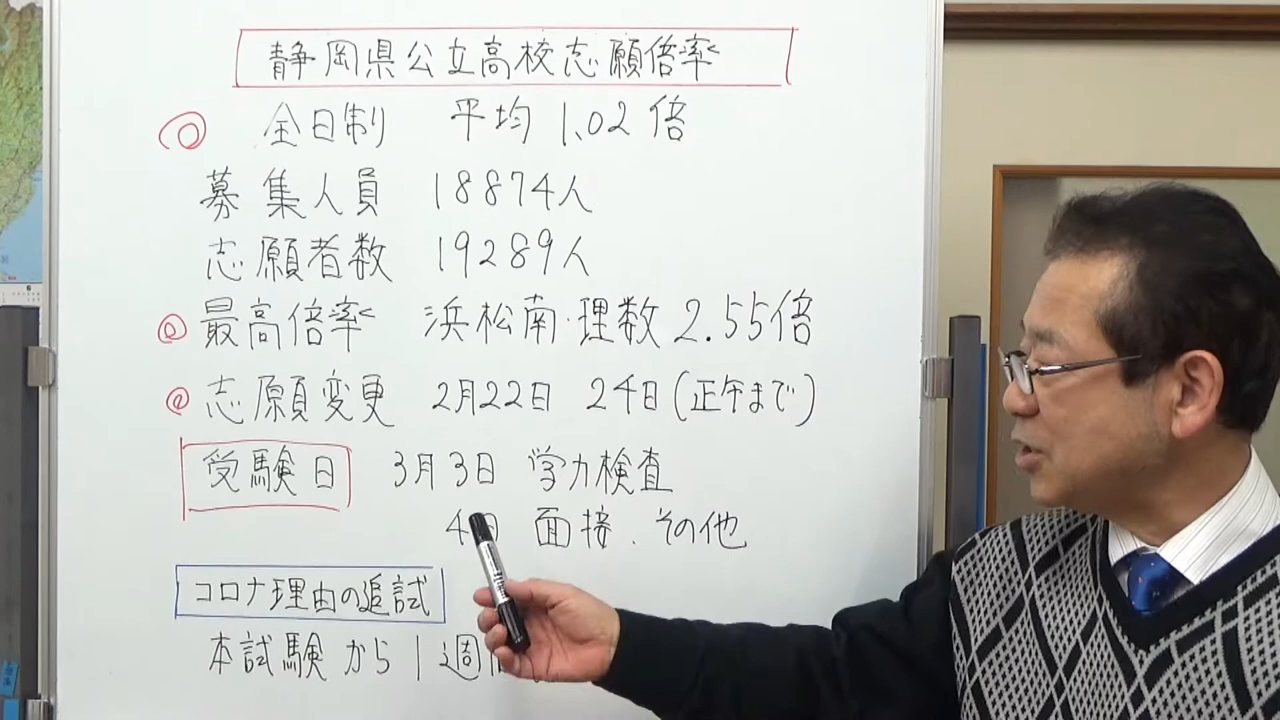 静岡県公立高校志願倍率
全日制 平均 1.02倍
募集人員 18874人
志願者数 19289人
最高倍率 浜松南・理数 2.55倍
志願変更 2月22日 24日(正午まで)
受験日 3月3日 学力検査
4日 面接、その他
コロナ理由の追試
本試験から1週